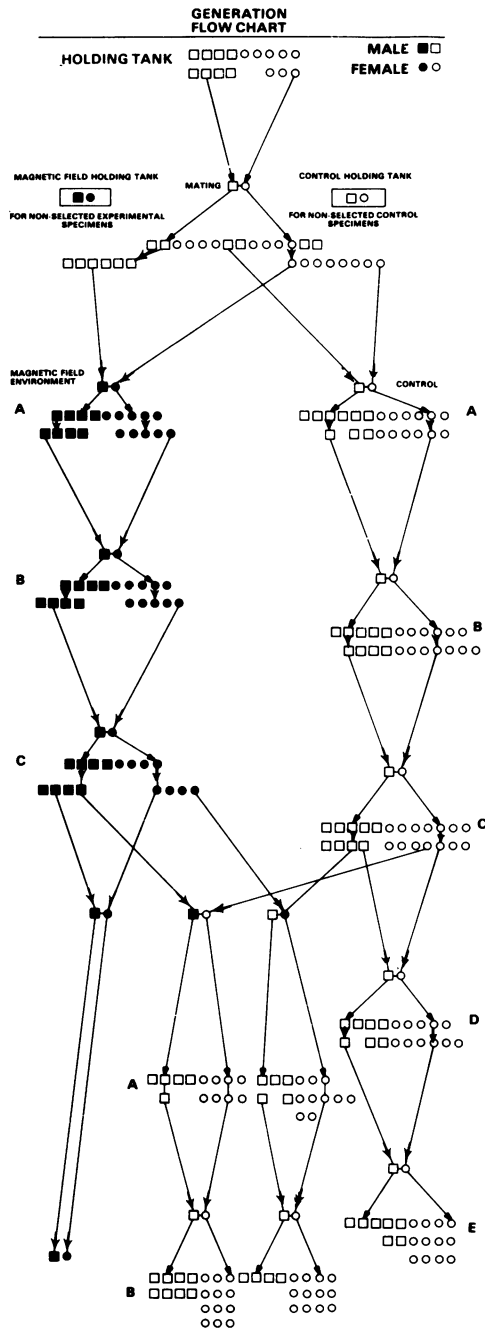 GENERATION
FLOW CHART
HOLDING TANK
MALE
FEMALE
MAGNETIC FIELD HOLDING TANK
FOR NON-SELECTED EXPERIMENTAL
SPECIMENS
MATING
CONTROL HOLDING TANK
FOR NON-SELECTED CONTROL
SPECIMENS
MAGNETIC FIELD
ENVIRONMENT
CONTROL
A
A
B
B
C
C
D
A
E
B